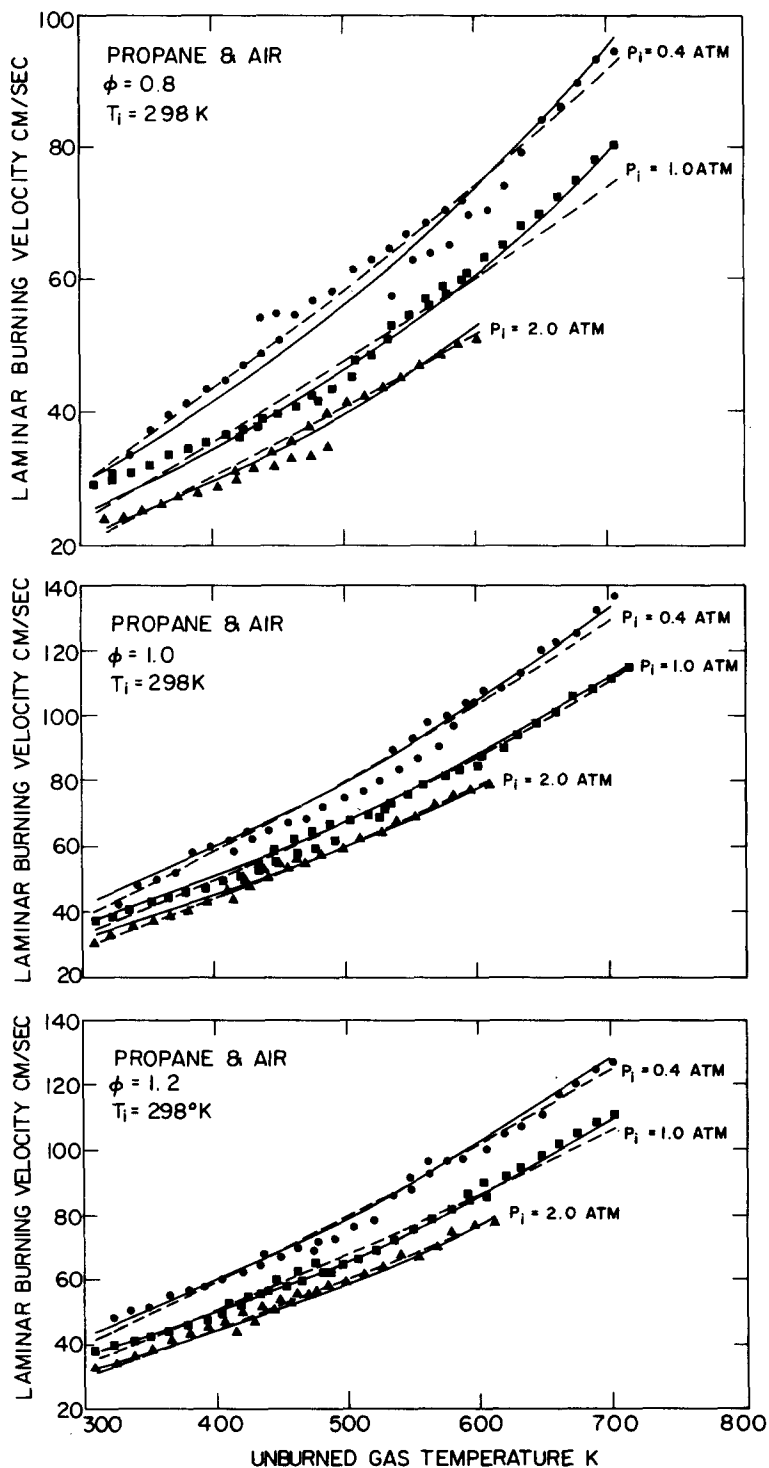 LAMINAR BURNING VELOCITY CM/SEC
100
80
60
40
20
PROPANE & AIR
ϕ = 0.8
Ti = 298 K
Pi = 0.4 ATM
Pi = 1.0 ATM
Pi = 2.0 ATM
LAMINAR BURNING VELOCITY CM/SEC
140
120
100
80
60
40
20
PROPANE & AIR
ϕ = 1.0
Ti = 298K
Pi = 0.4 ATM
Pi = 1.0 ATM
Pi = 2.0 ATM
LAMINAR BURNING VELOCITY CM/SEC
140
120
100
80
60
40
20
PROPANE & AIR
ϕ = 1.2
Ti = 298°K
Pi = 0.4 ATM
Pi = 1.0 ATM
Pi = 2.0 ATM
300 400 500 600 700 800
UNBURNED GAS TEMPERATURE K